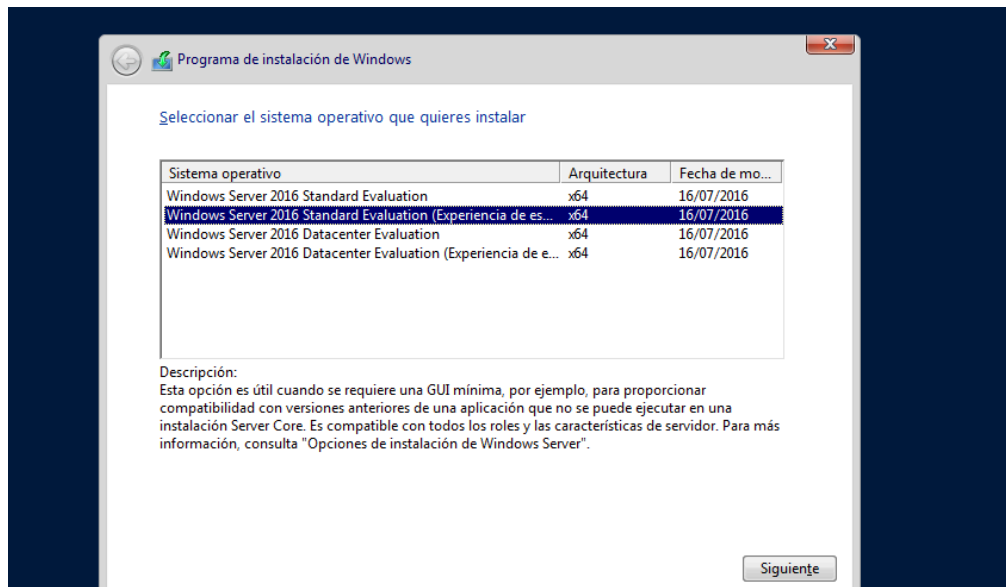 Programa de instalación de Windows
Seleccionar el sistema operativo que quieres instalar
Sistema operativo Arquitectura Fecha de mo...
Windows Server 2016 Standard Evaluation x64 16/07/2016
Windows Server 2016 Standard Evaluation (Experiencia de es... x64 16/07/2016
Windows Server 2016 Datacenter Evaluation x64 16/07/2016
Windows Server 2016 Datacenter Evaluation (Experiencia de e... x64 16/07/2016
Descripción:
Esta opción es útil cuando se requiere una GUI mínima, por ejemplo, para proporcionar
compatibilidad con versiones anteriores de una aplicación que no se puede ejecutar en una
instalación Server Core. Es compatible con todos los roles y las características de servidor. Para más
información, consulta "Opciones de instalación de Windows Server".
Siguiente